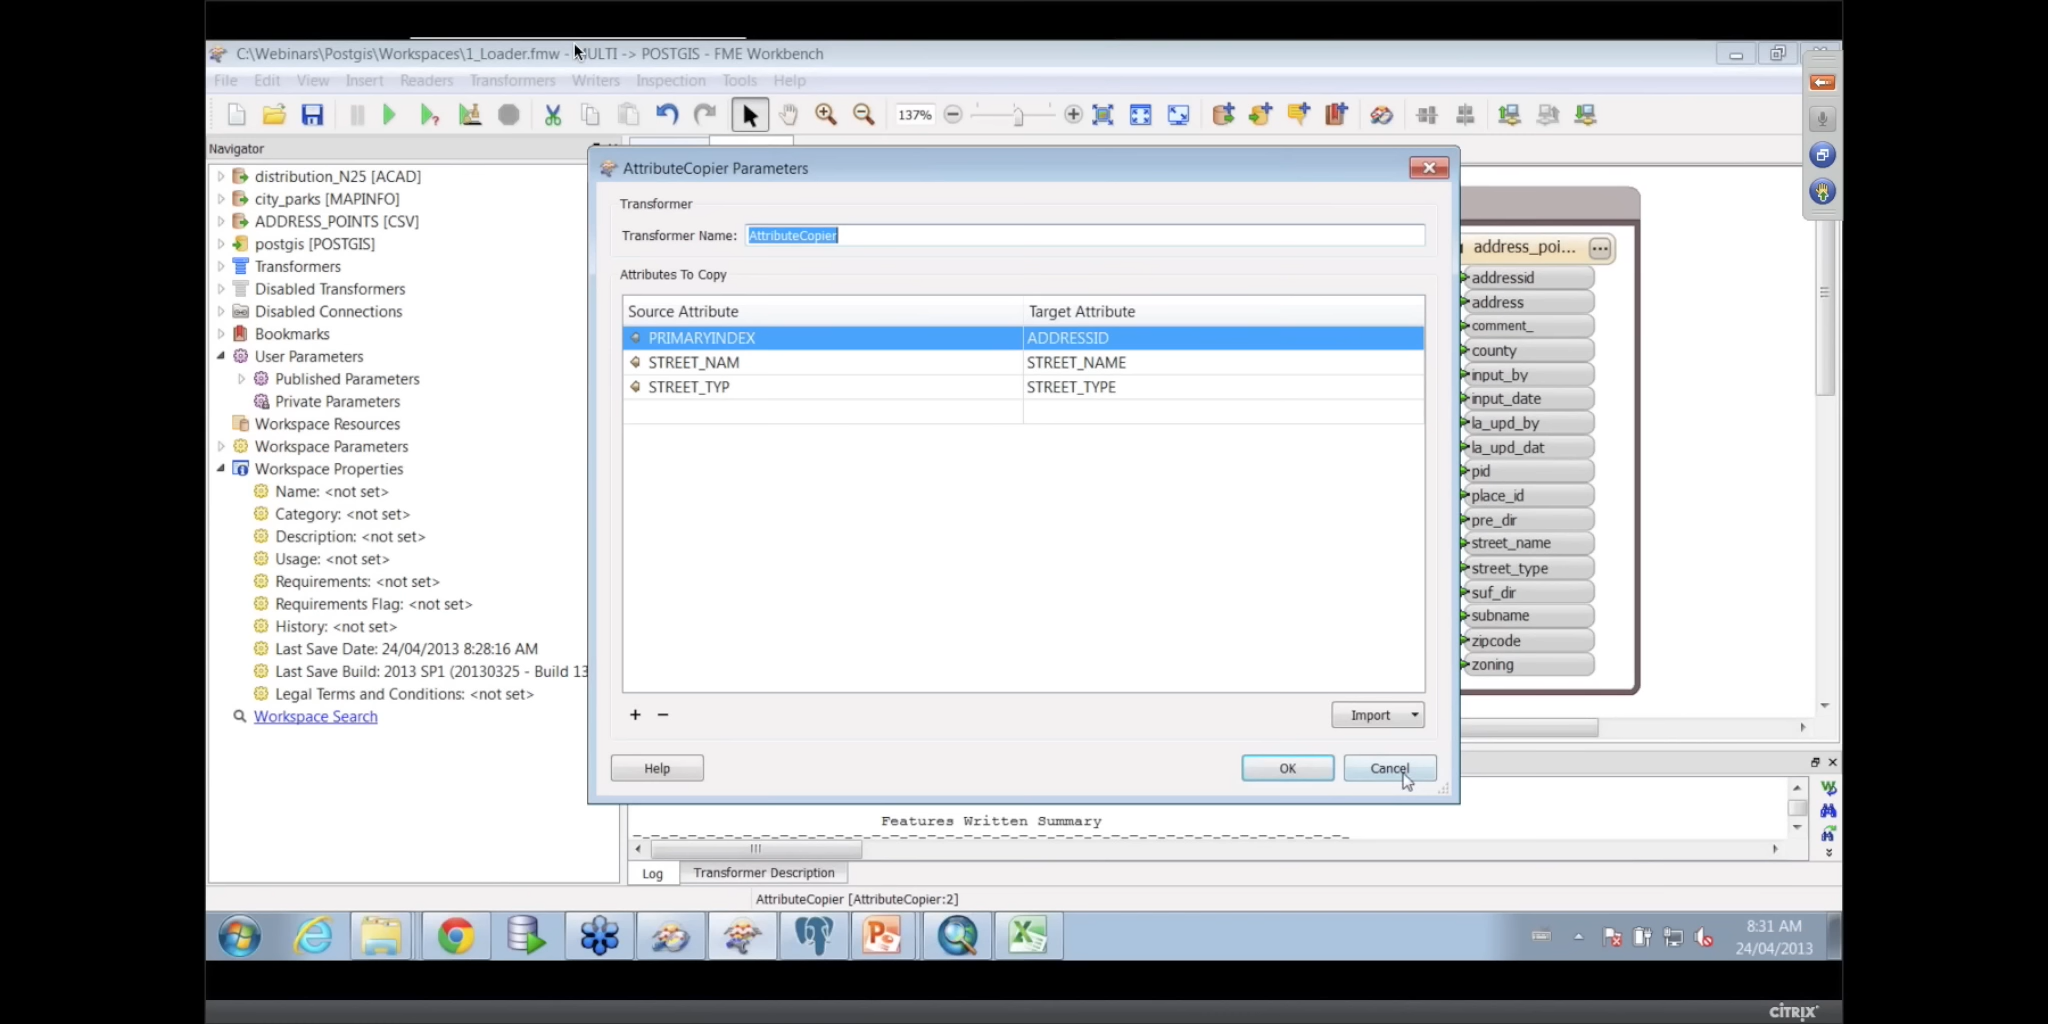 C:\Webinars\Postgis\Workspaces\1_Loader.fmw - MULTI -> POSTGIS - FME Workbench
File Edit View Insert Readers Transformers Writers Inspection Tools Help
137%
Navigator
distribution_N25 [ACAD]
city_parks [MAPINFO]
ADDRESS_POINTS [CSV]
postgis [POSTGIS]
Transformers
Disabled Transformers
Disabled Connections
Bookmarks
User Parameters
Published Parameters
Private Parameters
Workspace Resources
Workspace Parameters
Workspace Properties
Name: <not set>
Category: <not set>
Description: <not set>
Usage: <not set>
Requirements: <not set>
Requirements Flag: <not set>
History: <not set>
Last Save Date: 24/04/2013 8:28:16 AM
Last Save Build: 2013 SP1 (20130325 - Build 13
Legal Terms and Conditions: <not set>
Workspace Search
AttributeCopier Parameters
Transformer
Transformer Name: AttributeCopier
Attributes To Copy
Source Attribute Target Attribute
PRIMARYINDEX ADDRESSID
STREET_NAM STREET_NAME
STREET_TYP STREET_TYPE
+ −
Import
Help OK Cancel
address_poi...
addressid
address
comment_
county
input_by
input_date
la_upd_by
la_upd_dat
pid
place_id
pre_dir
street_name
street_type
suf_dir
subname
zipcode
zoning
Features Written Summary
Log Transformer Description
AttributeCopier [AttributeCopier:2]
8:31 AM
24/04/2013
CITRIX